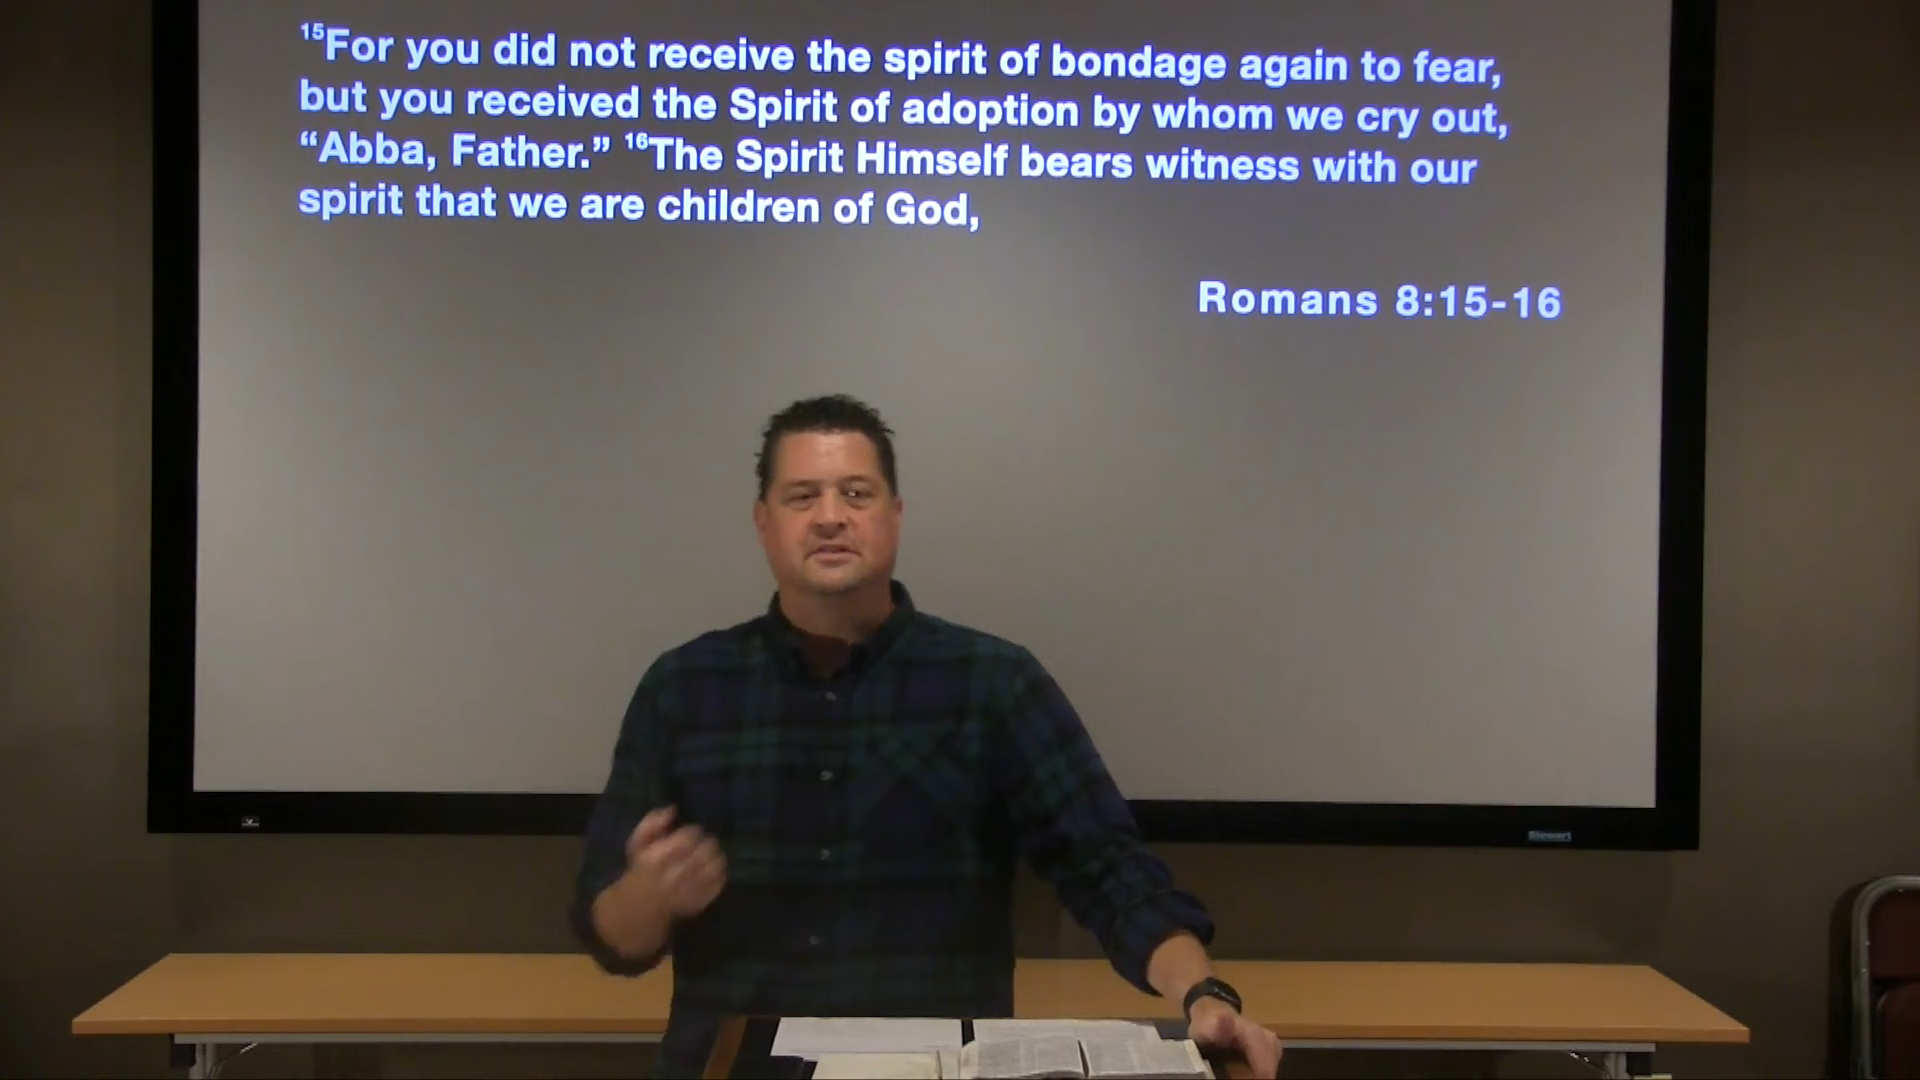 ¹⁵For you did not receive the spirit of bondage again to fear,
but you received the Spirit of adoption by whom we cry out,
“Abba, Father.” ¹⁶The Spirit Himself bears witness with our
spirit that we are children of God,
Romans 8:15-16
Stewart